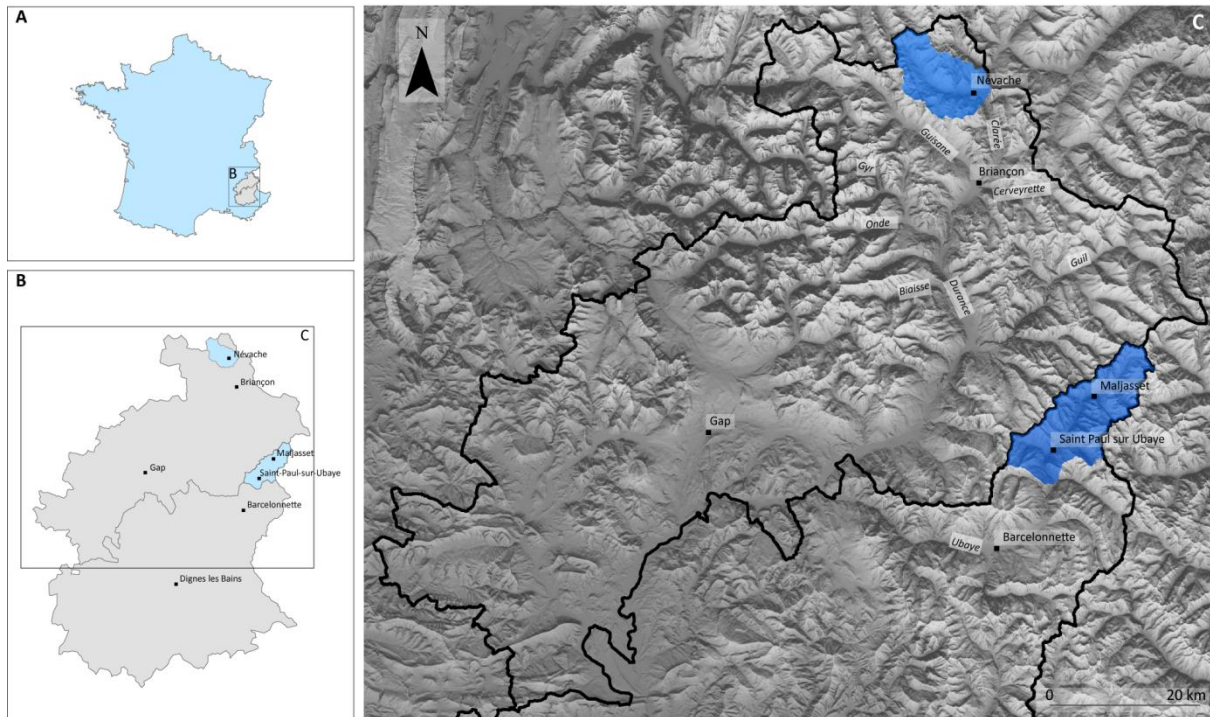 A
B
B
C
Névache
Briançon
Maljasset
Gap
Saint-Paul-sur-Ubaye
Barcelonnette
Dignes les Bains
C
N
Névache
Guisane
Clarée
Gyr
Briançon
Cerveyrette
Onde
Guil
Biaisse
Durance
Maljasset
Gap
Saint Paul sur Ubaye
Ubaye
Barcelonnette
0
20 km